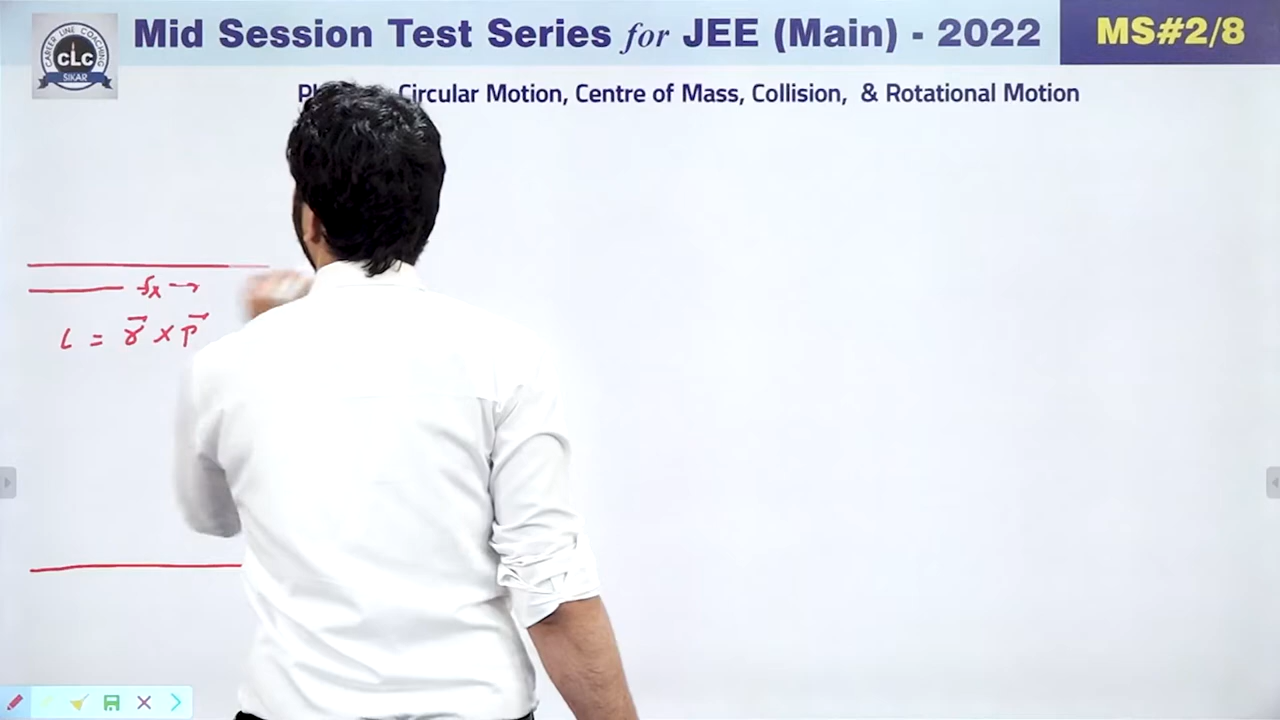 Mid Session Test Series for JEE (Main) - 2022
MS#2/8
CAREER LINE COACHING
CLC
SIKAR
Circular Motion, Centre of Mass, Collision, & Rotational Motion
fx →
L = r⃗ × P⃗